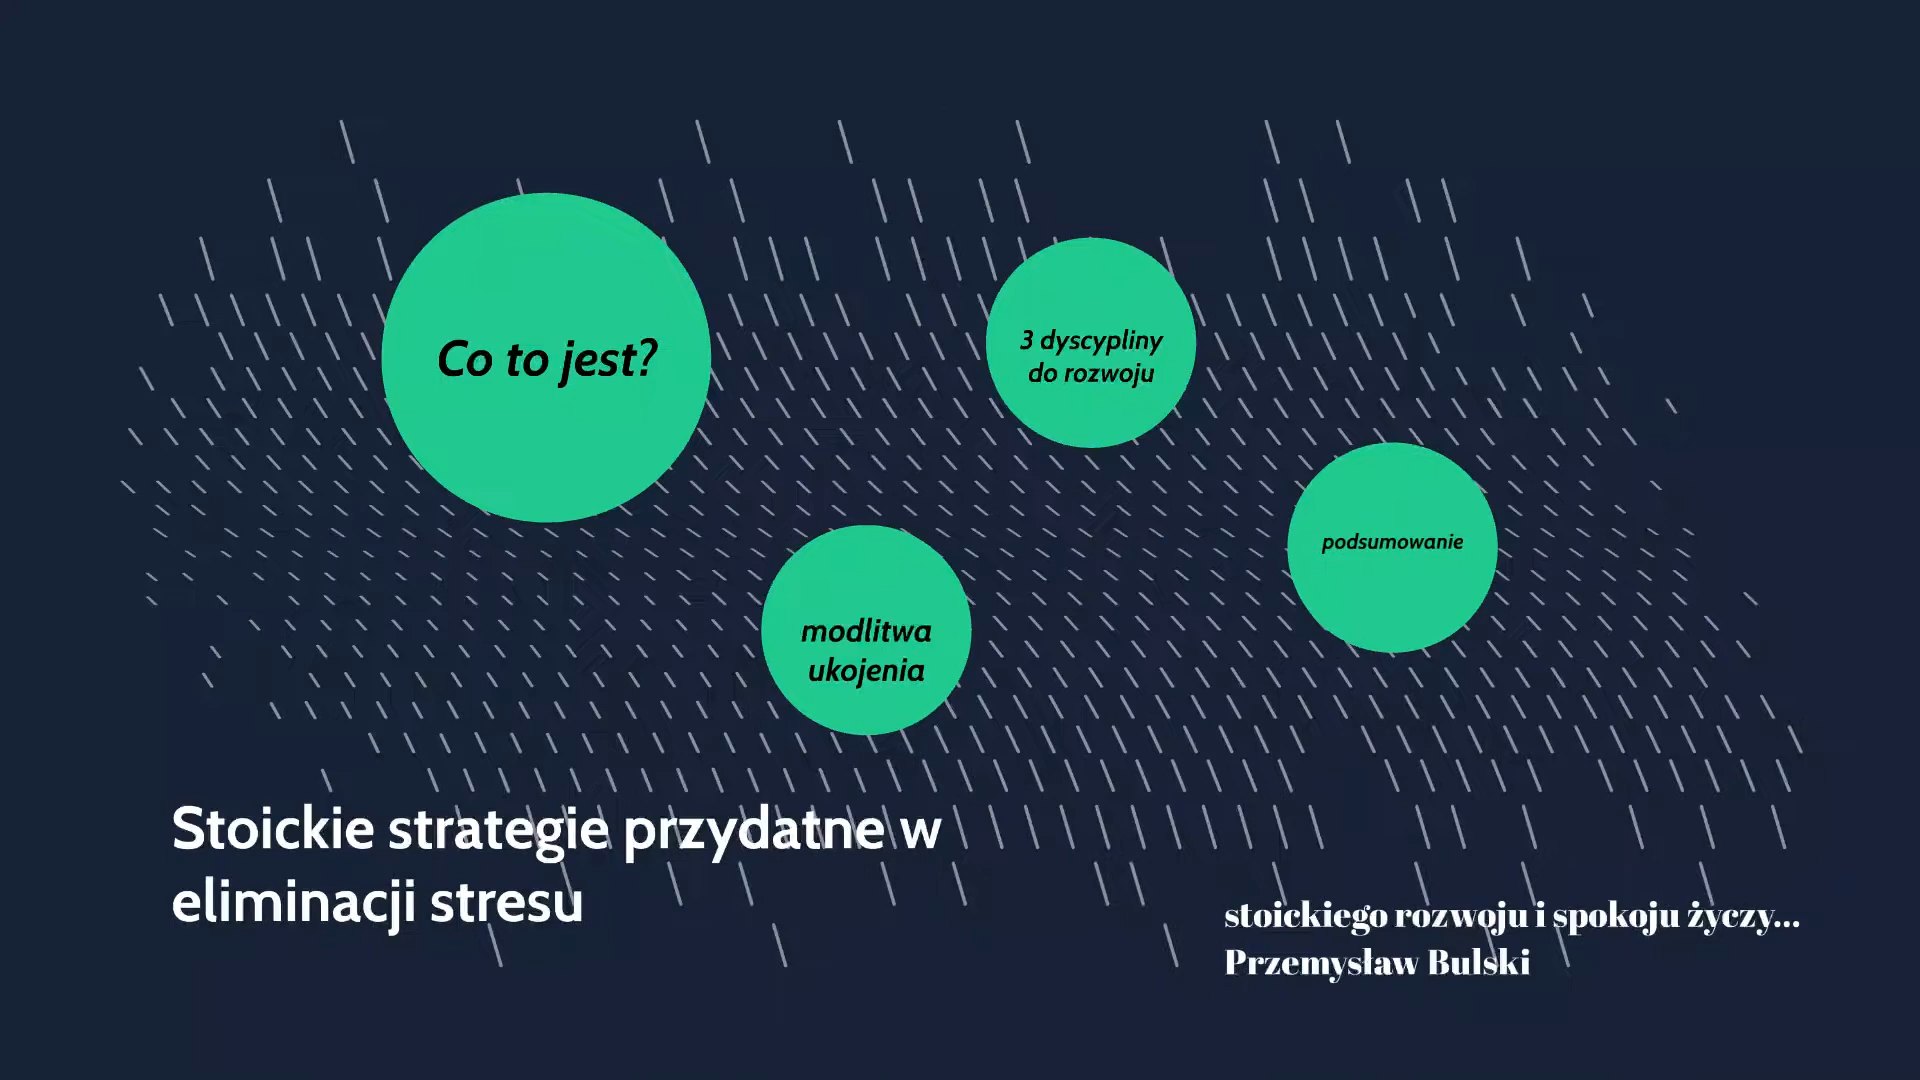 Co to jest?
3 dyscypliny
do rozwoju
podsumowanie
modlitwa
ukojenia
Stoickie strategie przydatne w
eliminacji stresu
stoickiego rozwoju i spokoju życzy...
Przemysław Bulski